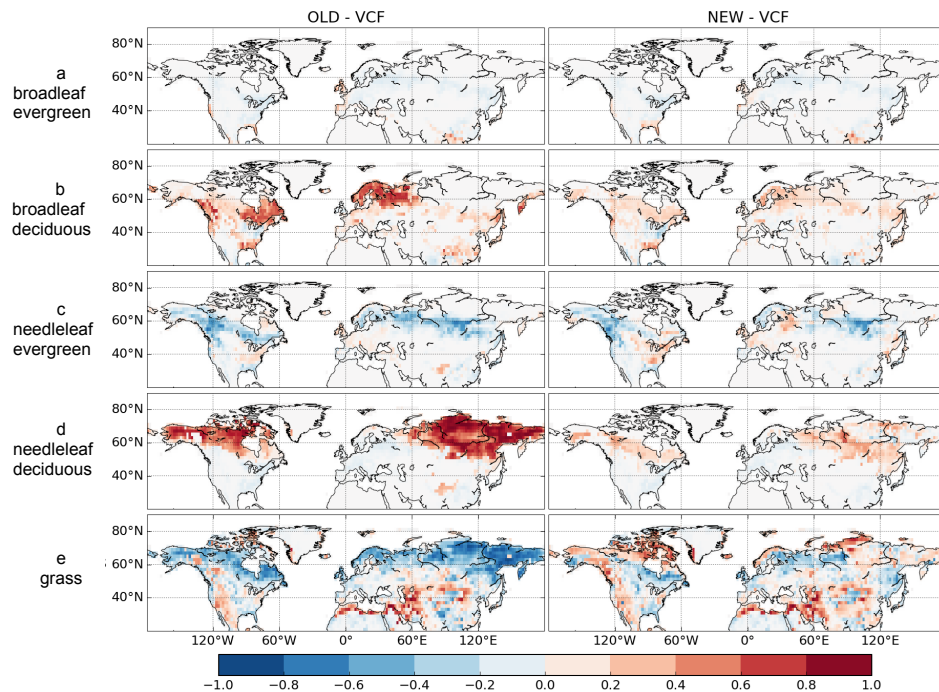 OLD - VCF
NEW - VCF
80°N
60°N
40°N
a
broadleaf
evergreen
80°N
60°N
40°N
b
broadleaf
deciduous
80°N
60°N
40°N
c
needleleaf
evergreen
80°N
60°N
40°N
d
needleleaf
deciduous
80°N
60°N
40°N
e
grass
120°W 60°W 0° 60°E 120°E
120°W 60°W 0° 60°E 120°E
−1.0 −0.8 −0.6 −0.4 −0.2 0.0 0.2 0.4 0.6 0.8 1.0